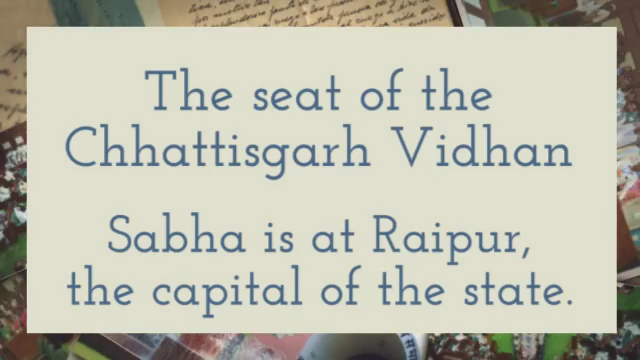 The seat of the
Chhattisgarh Vidhan
Sabha is at Raipur,
the capital of the state.